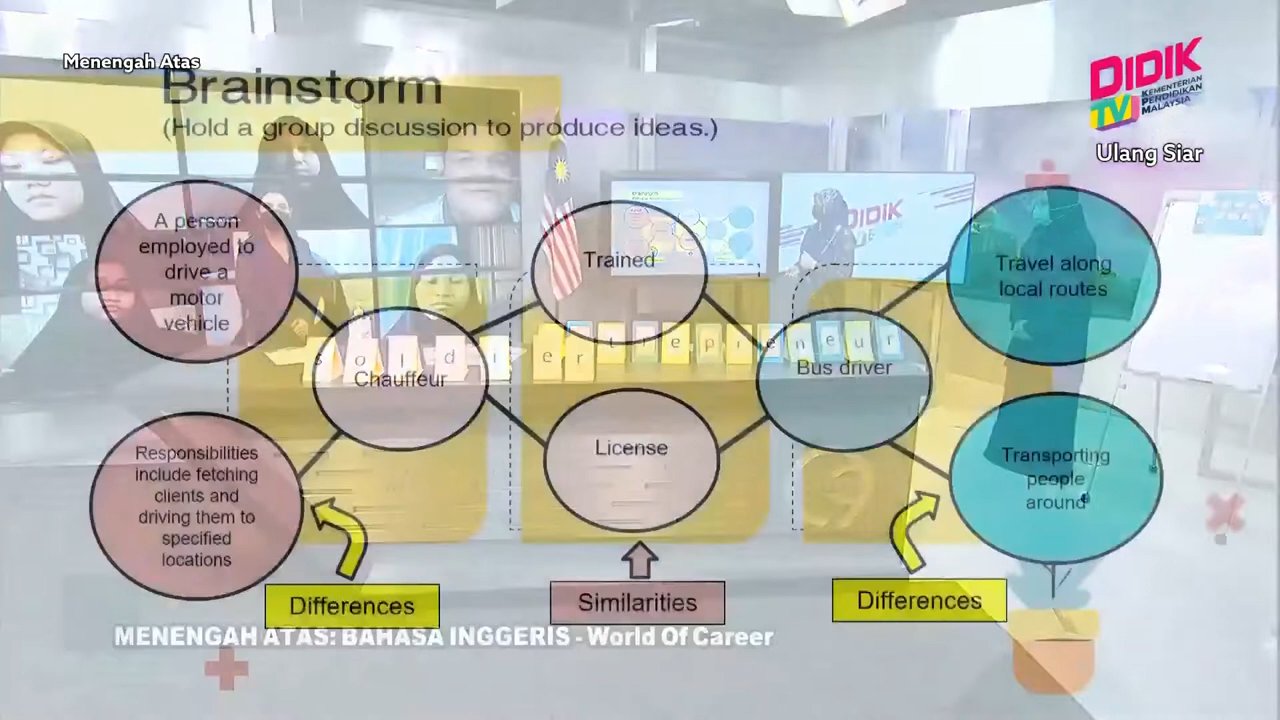 Menengah Atas
Brainstorm
(Hold a group discussion to produce ideas.)
DIDIK
TV
KEMENTERIAN
PENDIDIKAN
MALAYSIA
Ulang Siar
A person
employed to
drive a
motor
vehicle
Trained
DIDIK
Travel along
local routes
Chauffeur
Bus driver
Responsibilities
include fetching
clients and
driving them to
specified
locations
License
Transporting
people
around
Differences
Similarities
Differences
MENENGAH ATAS: BAHASA INGGERIS - World Of Career